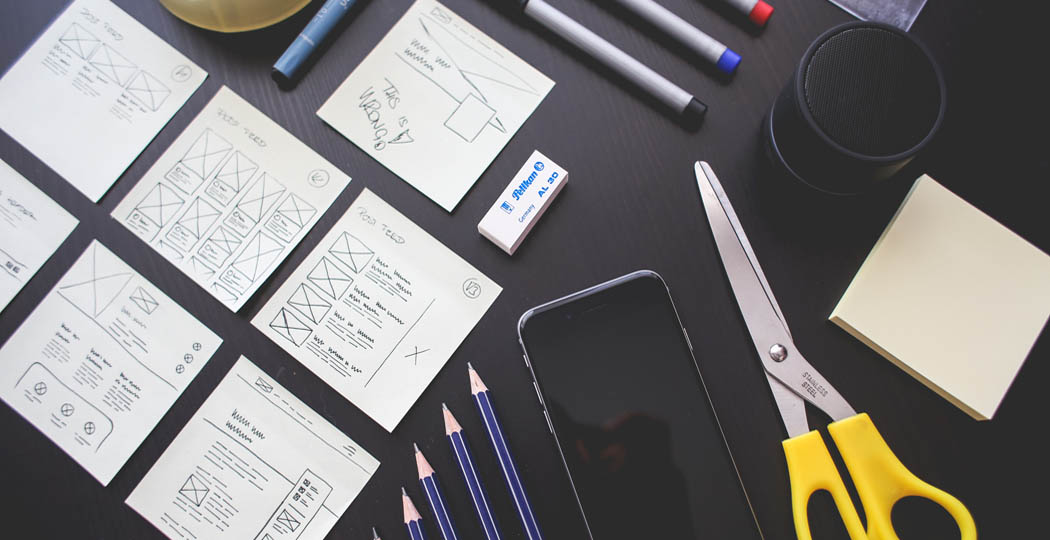 POST FEED
THIS IS
WRONG!
Pelikan
AL 30
Germany
POST FEED
POST FEED
V3
STAINLESS
STEEL